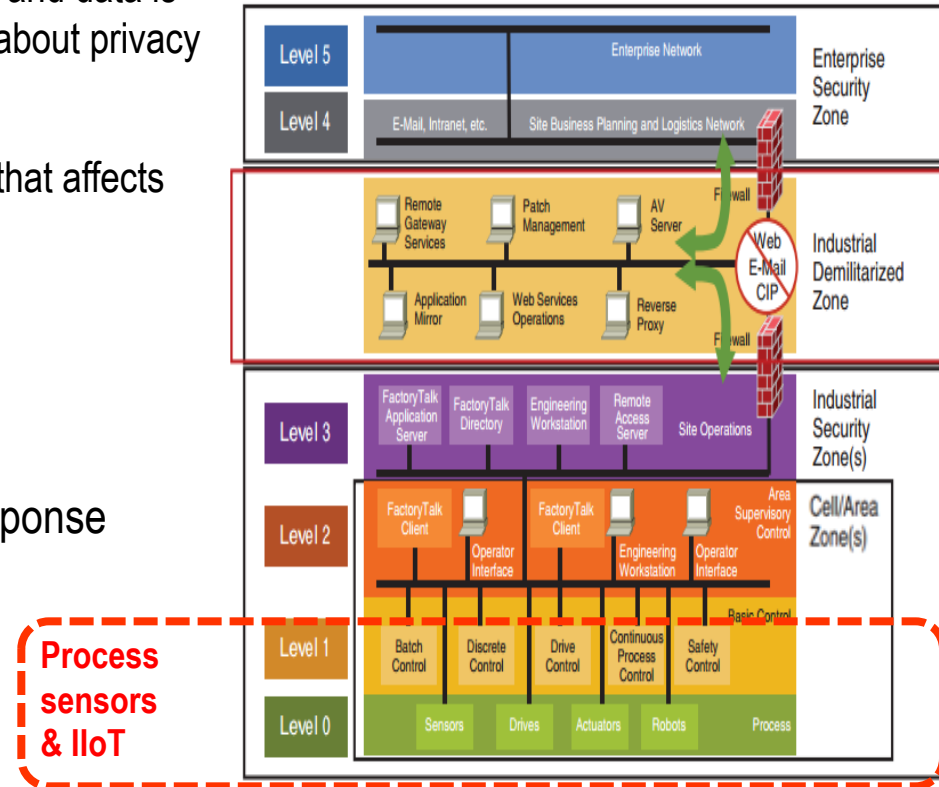 and data is
about privacy
that affects
sponse
Level 5
Enterprise Network
Enterprise
Security
Zone
Level 4
E-Mail, Intranet, etc.
Site Business Planning and Logistics Network
Firewall
Remote
Gateway
Services
Patch
Management
AV
Server
Web
E-Mail
CIP
Industrial
Demilitarized
Zone
Application
Mirror
Web Services
Operations
Reverse
Proxy
Firewall
Level 3
FactoryTalk
Application
Server
FactoryTalk
Directory
Engineering
Workstation
Remote
Access
Server
Site Operations
Industrial
Security
Zone(s)
Level 2
FactoryTalk
Client
Operator
Interface
FactoryTalk
Client
Engineering
Workstation
Operator
Interface
Area
Supervisory
Control
Cell/Area
Zone(s)
Level 1
Batch
Control
Discrete
Control
Drive
Control
Continuous
Process
Control
Safety
Control
Basic Control
Process
sensors
& IIoT
Level 0
Sensors
Drives
Actuators
Robots
Process